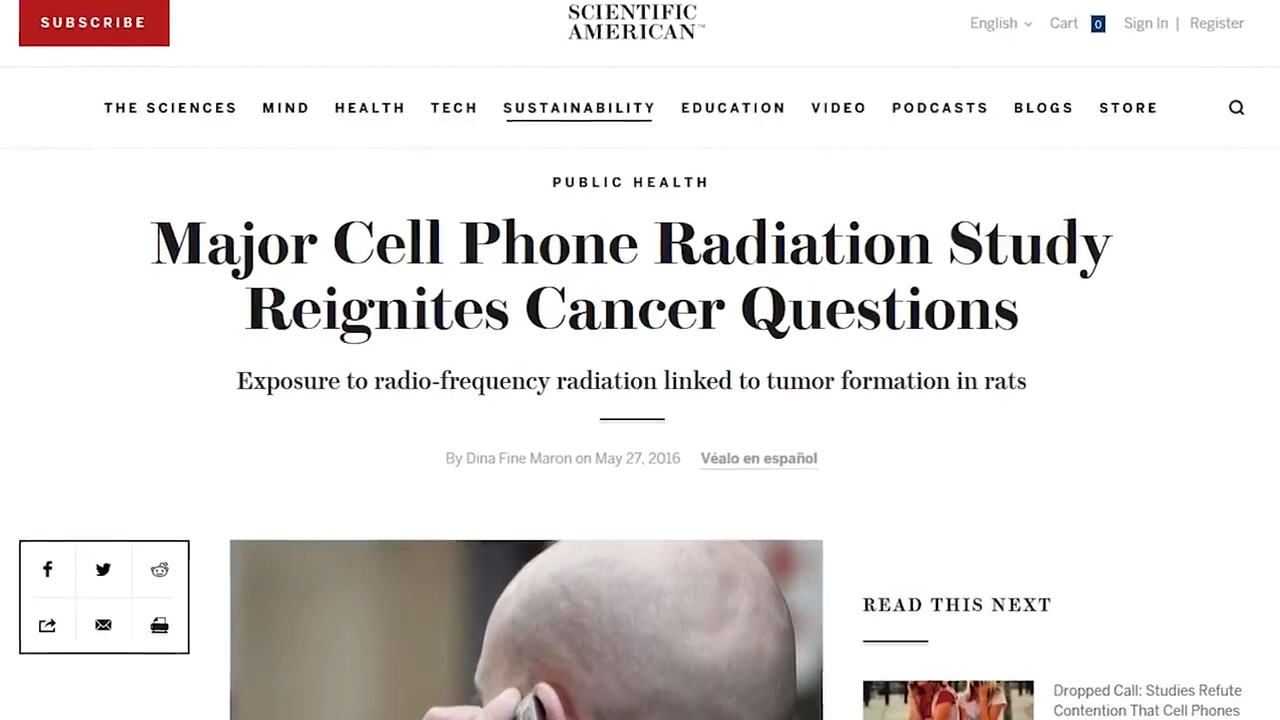 SUBSCRIBE
SCIENTIFIC
AMERICAN™
English
Cart 0
Sign In | Register
THE SCIENCES MIND HEALTH TECH SUSTAINABILITY EDUCATION VIDEO PODCASTS BLOGS STORE
PUBLIC HEALTH
Major Cell Phone Radiation Study
Reignites Cancer Questions
Exposure to radio-frequency radiation linked to tumor formation in rats
By Dina Fine Maron on May 27, 2016 Véalo en español
READ THIS NEXT
Dropped Call: Studies Refute
Contention That Cell Phones